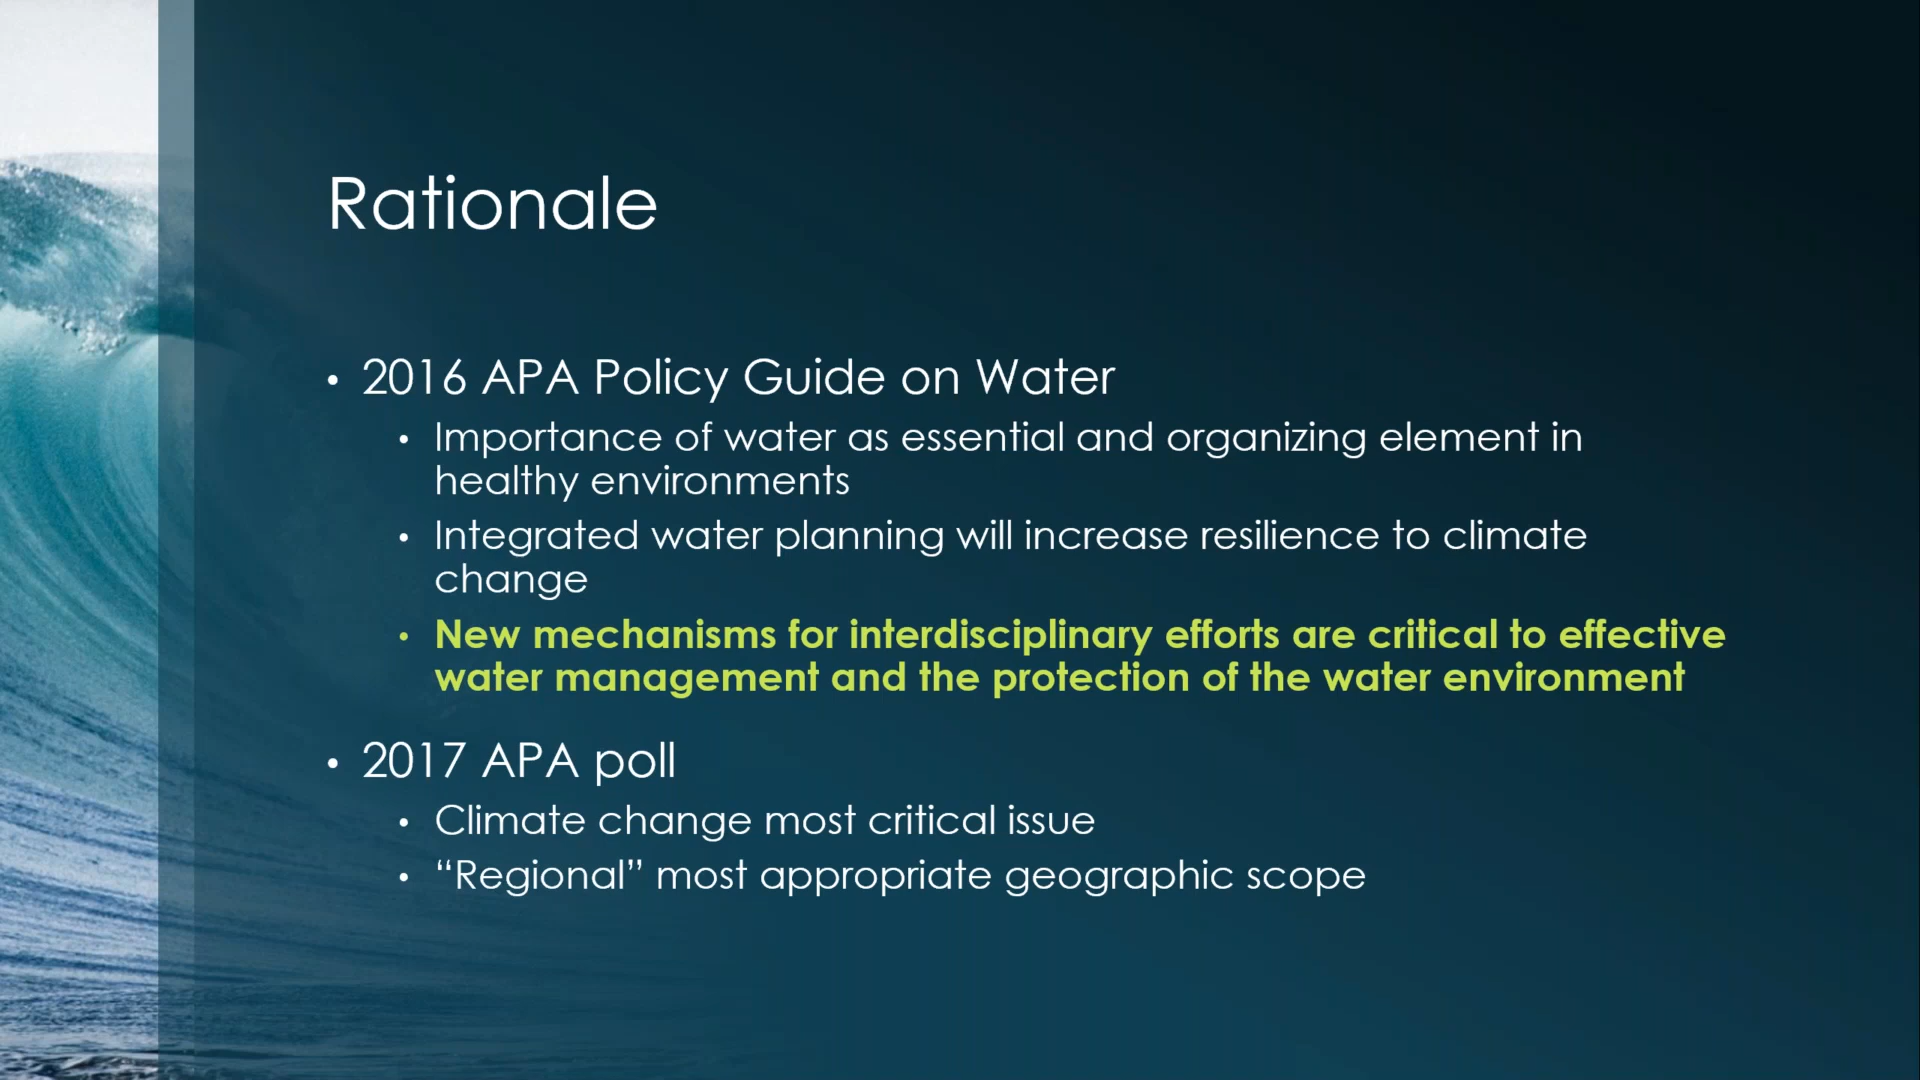 Rationale
• 2016 APA Policy Guide on Water
• Importance of water as essential and organizing element in
healthy environments
• Integrated water planning will increase resilience to climate
change
• New mechanisms for interdisciplinary efforts are critical to effective
water management and the protection of the water environment
• 2017 APA poll
• Climate change most critical issue
• “Regional” most appropriate geographic scope